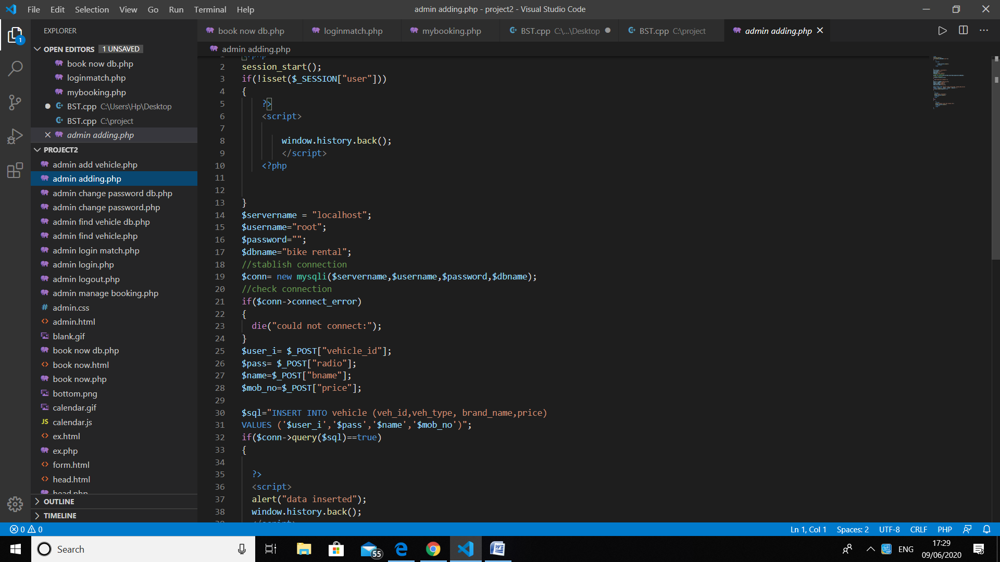 File Edit Selection View Go Run Terminal Help
admin adding.php - project2 - Visual Studio Code
EXPLORER
OPEN EDITORS 1 UNSAVED
book now db.php
loginmatch.php
mybooking.php
BST.cpp C:\Users\Hp\Desktop
BST.cpp C:\project
admin adding.php
PROJECT2
admin add vehicle.php
admin adding.php
admin change password db.php
admin change password.php
admin find vehicle db.php
admin find vehicle.php
admin login match.php
admin login.php
admin logout.php
admin manage booking.php
# admin.css
<> admin.html
blank.gif
book now db.php
<> book now.html
book now.php
bottom.png
calendar.gif
JS calendar.js
<> ex.html
ex.php
<> form.html
<> head.html
head.php
OUTLINE
TIMELINE
book now db.php loginmatch.php mybooking.php BST.cpp C:\...\Desktop BST.cpp C:\project admin adding.php
admin adding.php
1 <?php
2 session_start();
3 if(!isset($_SESSION["user"]))
4 {
5 ?>
6 <script>
7
8 window.history.back();
9 </script>
10 <?php
11
12
13 }
14 $servername = "localhost";
15 $username="root";
16 $password="";
17 $dbname="bike rental";
18 //stablish connection
19 $conn= new mysqli($servername,$username,$password,$dbname);
20 //check connection
21 if($conn->connect_error)
22 {
23 die("could not connect:");
24 }
25 $user_i= $_POST["vehicle_id"];
26 $pass= $_POST["radio"];
27 $name=$_POST["bname"];
28 $mob_no=$_POST["price"];
29
30 $sql="INSERT INTO vehicle (veh_id,veh_type, brand_name,price)
31 VALUES ('$user_i','$pass','$name','$mob_no')";
32 if($conn->query($sql)==true)
33 {
34
35 ?>
36 <script>
37 alert("data inserted");
38 window.history.back();
39 </script>
0 0
Ln 1, Col 1 Spaces: 2 UTF-8 CRLF PHP
Search
55
ENG
17:29
09/06/2020